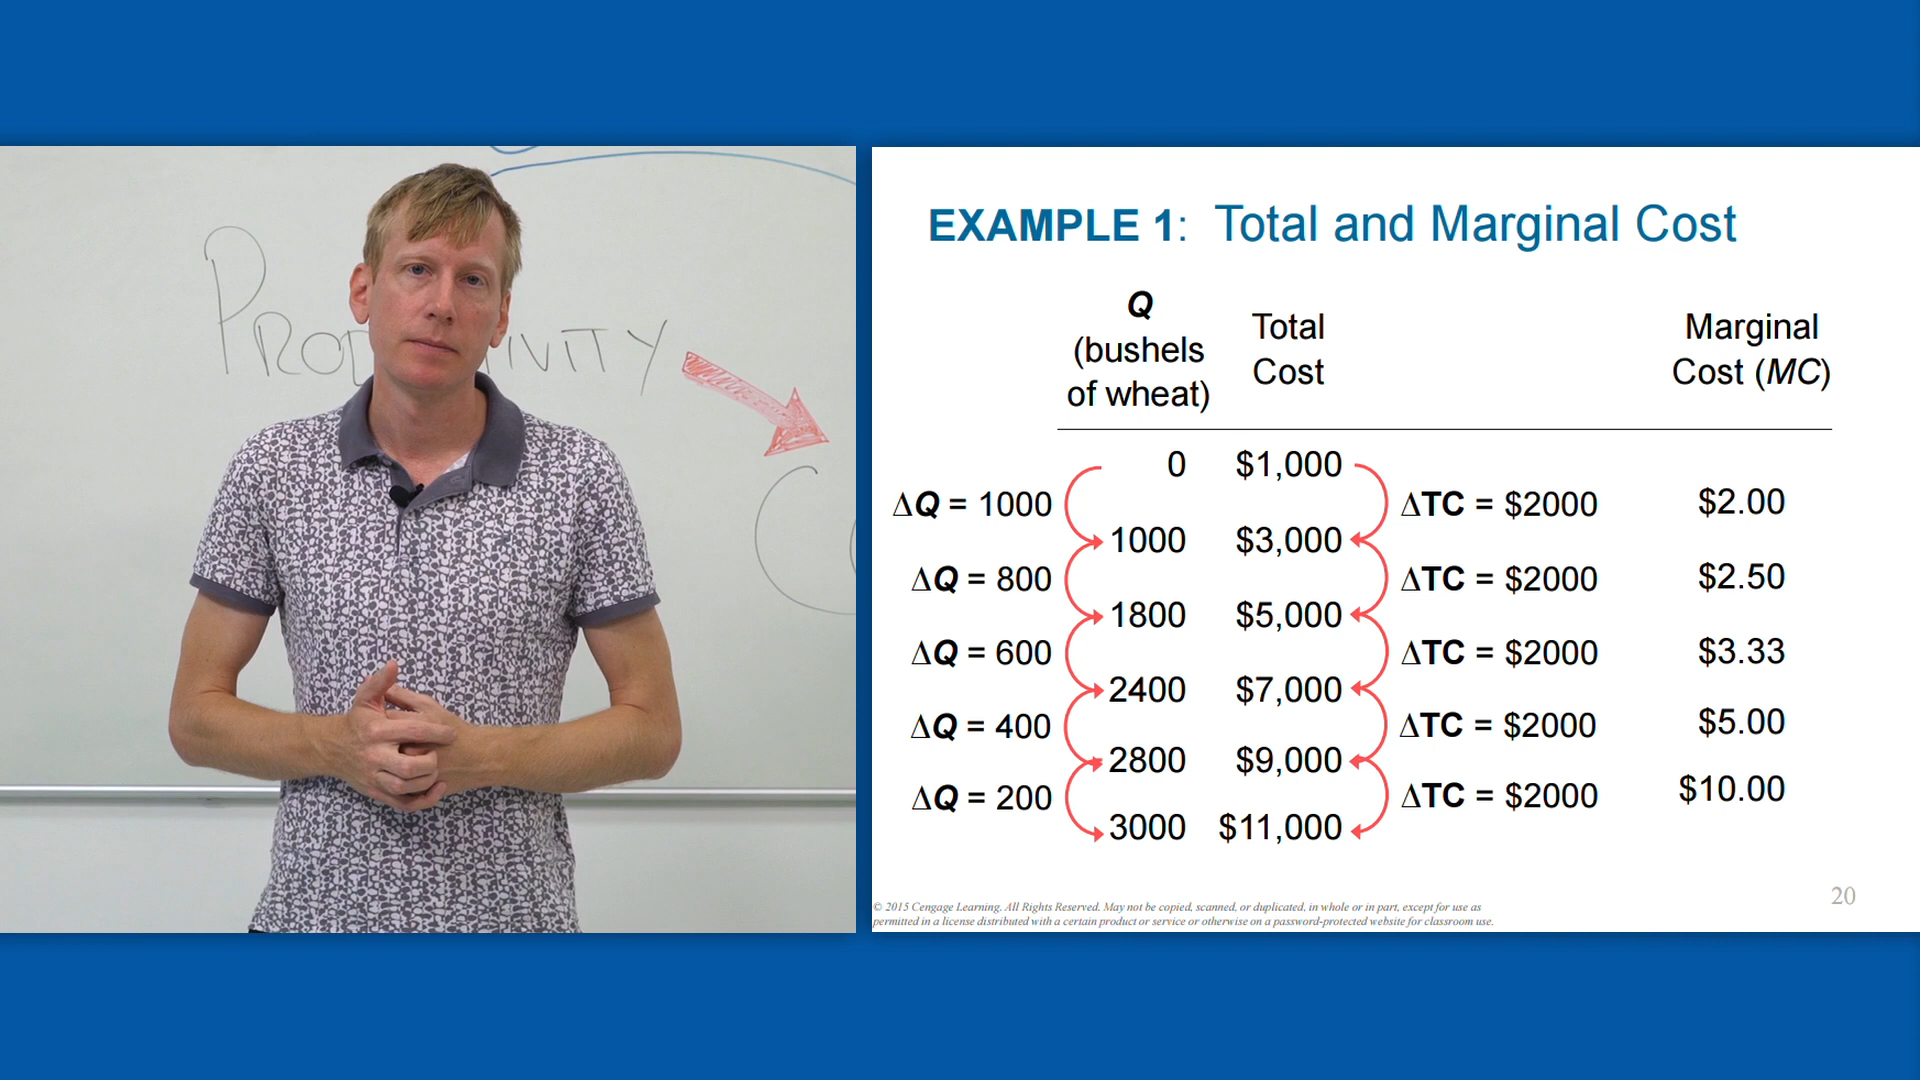 PRODUCTIVITY
EXAMPLE 1: Total and Marginal Cost
Q
(bushels
of wheat)
Total
Cost
Marginal
Cost (MC)
0 $1,000
ΔQ = 1000 ΔTC = $2000 $2.00
1000 $3,000
ΔQ = 800 ΔTC = $2000 $2.50
1800 $5,000
ΔQ = 600 ΔTC = $2000 $3.33
2400 $7,000
ΔQ = 400 ΔTC = $2000 $5.00
2800 $9,000
ΔQ = 200 ΔTC = $2000 $10.00
3000 $11,000
20
© 2015 Cengage Learning. All Rights Reserved. May not be copied, scanned, or duplicated, in whole or in part, except for use as
permitted in a license distributed with a certain product or service or otherwise on a password-protected website for classroom use.